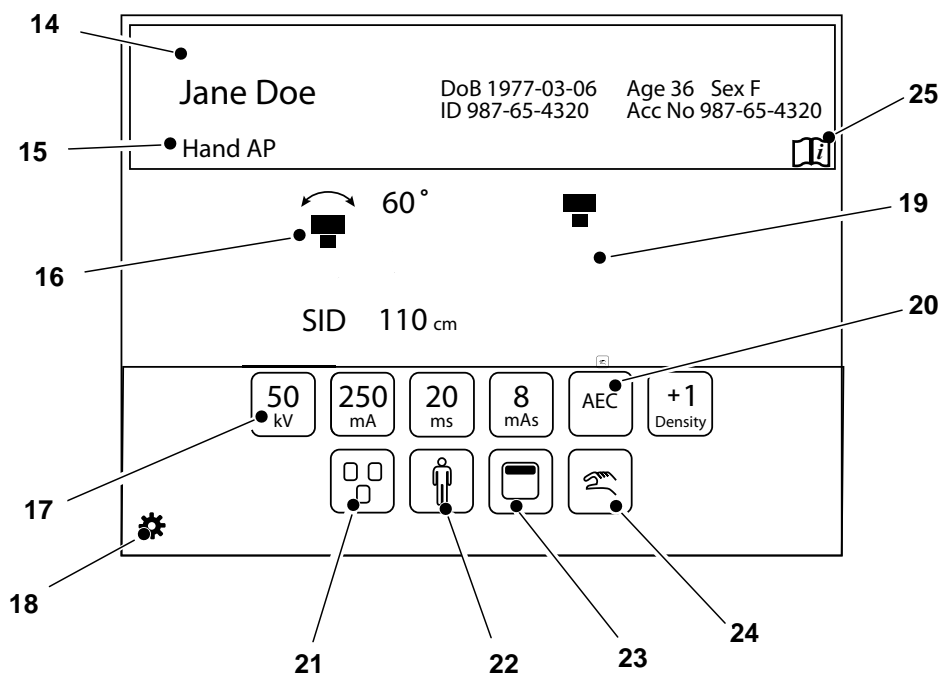 14
Jane Doe
DoB 1977-03-06 Age 36 Sex F
ID 987-65-4320 Acc No 987-65-4320
25
15
Hand AP
i
60°
19
16
SID 110 cm
20
50 kV
250 mA
20 ms
8 mAs
AEC
+1 Density
17
18
21
22
23
24